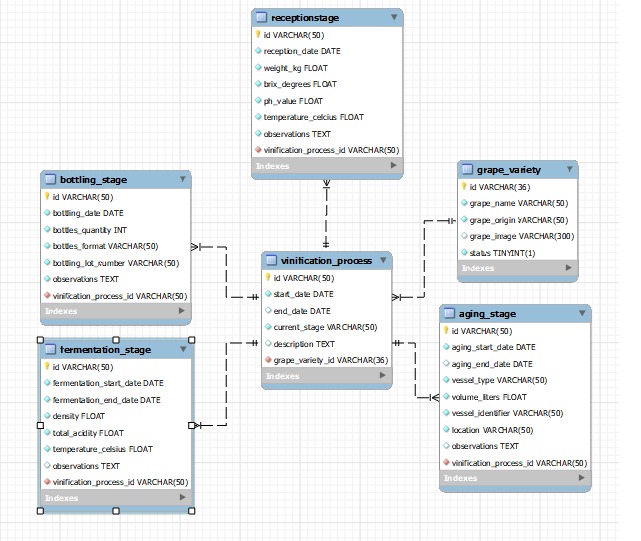 receptionstage
id VARCHAR(50)
reception_date DATE
weight_kg FLOAT
brix_degrees FLOAT
ph_value FLOAT
temperature_celcius FLOAT
observations TEXT
vinification_process_id VARCHAR(50)
Indexes
bottling_stage
id VARCHAR(50)
bottling_date DATE
bottles_quantity INT
bottles_format VARCHAR(50)
bottling_lot_number VARCHAR(50)
observations TEXT
vinification_process_id VARCHAR(50)
Indexes
grape_variety
id VARCHAR(36)
grape_name VARCHAR(50)
grape_origin VARCHAR(50)
grape_image VARCHAR(300)
status TINYINT(1)
Indexes
vinification_process
id VARCHAR(50)
start_date DATE
end_date DATE
current_stage VARCHAR(50)
description TEXT
grape_variety_id VARCHAR(36)
Indexes
fermentation_stage
id VARCHAR(50)
fermentation_start_date DATE
fermentation_end_date DATE
density FLOAT
total_acidity FLOAT
temperature_celsius FLOAT
observations TEXT
vinification_process_id VARCHAR(50)
Indexes
aging_stage
id VARCHAR(50)
aging_start_date DATE
aging_end_date DATE
vessel_type VARCHAR(50)
volume_liters FLOAT
vessel_identifier VARCHAR(50)
location VARCHAR(50)
observations TEXT
vinification_process_id VARCHAR(50)
Indexes